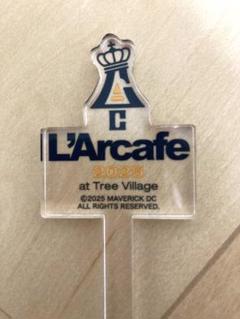 C
L'Arcafe
2025
at Tree Village
©2025 MAVERICK DC
ALL RIGHTS RESERVED.